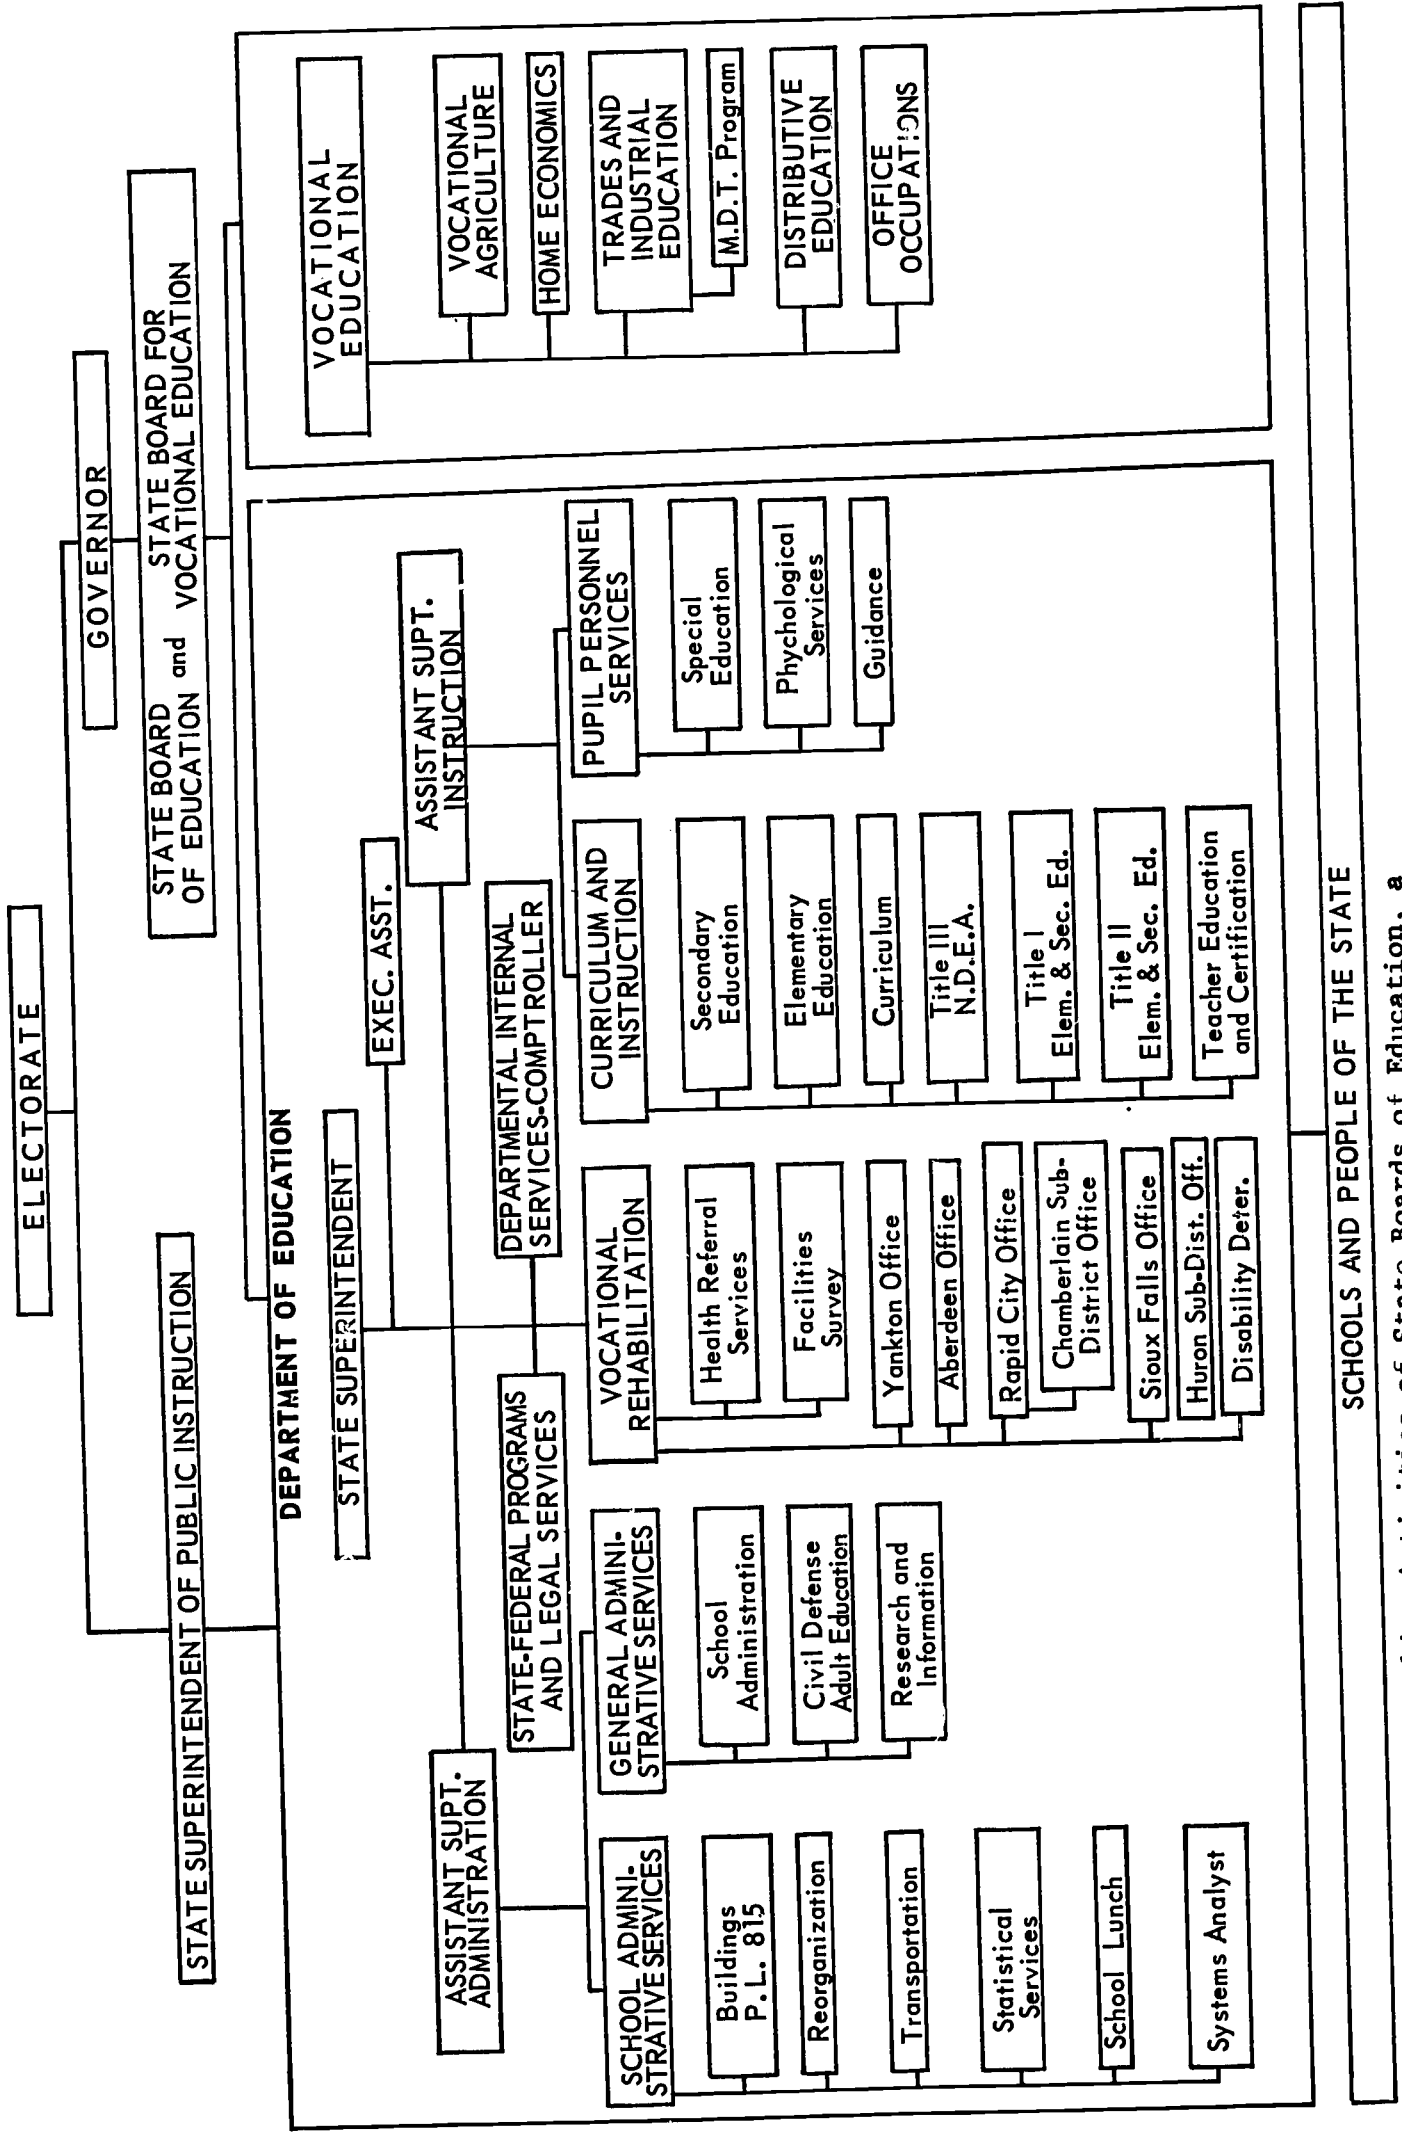 ELECTORATE
GOVERNOR
STATE SUPERINTENDENT OF PUBLIC INSTRUCTION
STATE BOARD
OF EDUCATION
and
STATE BOARD FOR
VOCATIONAL EDUCATION
DEPARTMENT OF EDUCATION
STATE SUPERINTENDENT
EXEC. ASST.
ASSISTANT SUPT.
ADMINISTRATION
ASSISTANT SUPT.
INSTRUCTION
STATE-FEDERAL PROGRAMS
AND LEGAL SERVICES
DEPARTMENTAL INTERNAL
SERVICES-COMPTROLLER
SCHOOL ADMINI-
STRATIVE SERVICES
Buildings
P.L. 815
Reorganization
Transportation
Statistical
Services
School Lunch
Systems Analyst
GENERAL ADMINI-
STRATIVE SERVICES
School
Administration
Civil Defense
Adult Education
Research and
Information
VOCATIONAL
REHABILITATION
Health Referral
Services
Facilities
Survey
Yankton Office
Aberdeen Office
Rapid City Office
Chamberlain Sub-
District Office
Sioux Falls Office
Huron Sub-Dist. Off.
Disability Deter.
CURRICULUM AND
INSTRUCTION
Secondary
Education
Elementary
Education
Curriculum
Title III
N.D.E.A.
Title I
Elem. & Sec. Ed.
Title II
Elem. & Sec. Ed.
Teacher Education
and Certification
PUPIL PERSONNEL
SERVICES
Special
Education
Phychological
Services
Guidance
VOCATIONAL
EDUCATION
VOCATIONAL
AGRICULTURE
HOME ECONOMICS
TRADES AND
INDUSTRIAL
EDUCATION
M.D.T. Program
DISTRIBUTIVE
EDUCATION
OFFICE
OCCUPATIONS
SCHOOLS AND PEOPLE OF THE STATE
of State Boards of Education, a